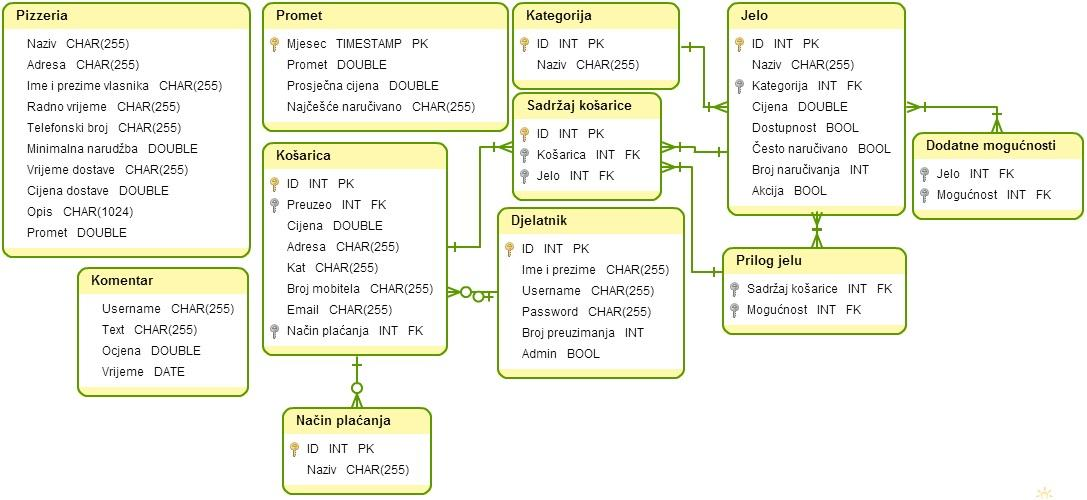 Pizzeria
Naziv CHAR(255)
Adresa CHAR(255)
Ime i prezime vlasnika CHAR(255)
Radno vrijeme CHAR(255)
Telefonski broj CHAR(255)
Minimalna narudžba DOUBLE
Vrijeme dostave CHAR(255)
Cijena dostave DOUBLE
Opis CHAR(1024)
Promet DOUBLE
Promet
Mjesec TIMESTAMP PK
Promet DOUBLE
Prosječna cijena DOUBLE
Najčešće naručivano CHAR(255)
Kategorija
ID INT PK
Naziv CHAR(255)
Jelo
ID INT PK
Naziv CHAR(255)
Kategorija INT FK
Cijena DOUBLE
Dostupnost BOOL
Često naručivano BOOL
Broj naručivanja INT
Akcija BOOL
Sadržaj košarice
ID INT PK
Košarica INT FK
Jelo INT FK
Dodatne mogućnosti
Jelo INT FK
Mogućnost INT FK
Košarica
ID INT PK
Preuzeo INT FK
Cijena DOUBLE
Adresa CHAR(255)
Kat CHAR(255)
Broj mobitela CHAR(255)
Email CHAR(255)
Način plaćanja INT FK
Djelatnik
ID INT PK
Ime i prezime CHAR(255)
Username CHAR(255)
Password CHAR(255)
Broj preuzimanja INT
Admin BOOL
Prilog jelu
Sadržaj košarice INT FK
Mogućnost INT FK
Komentar
Username CHAR(255)
Text CHAR(255)
Ocjena DOUBLE
Vrijeme DATE
Način plaćanja
ID INT PK
Naziv CHAR(255)